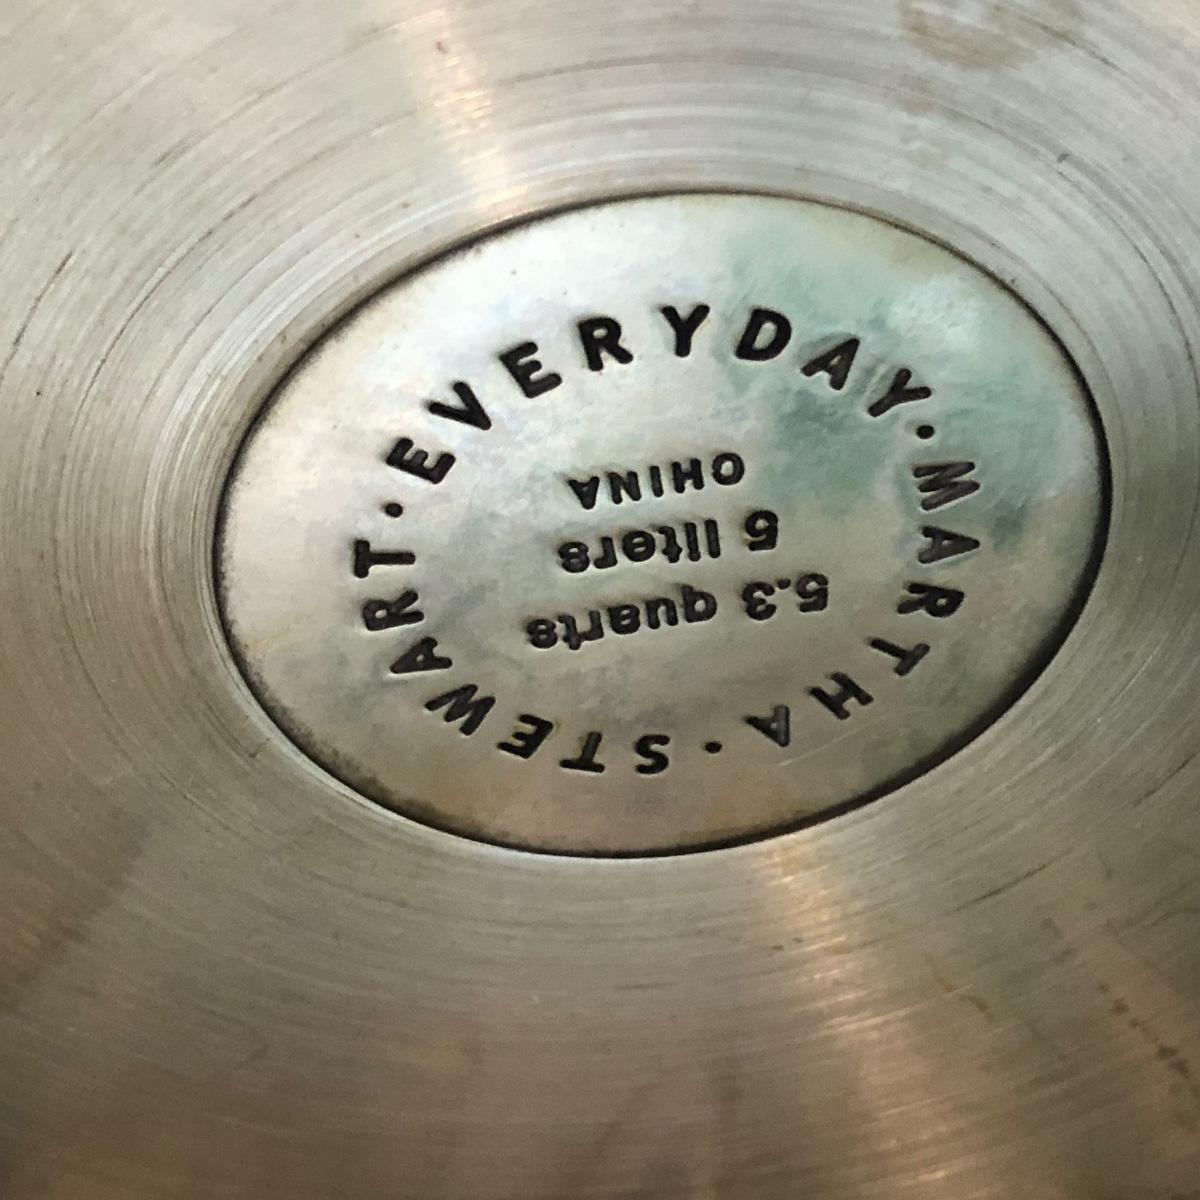 MARTHA · STEWART · EVERYDAY ·
5.3 quarts
5 liters
CHINA